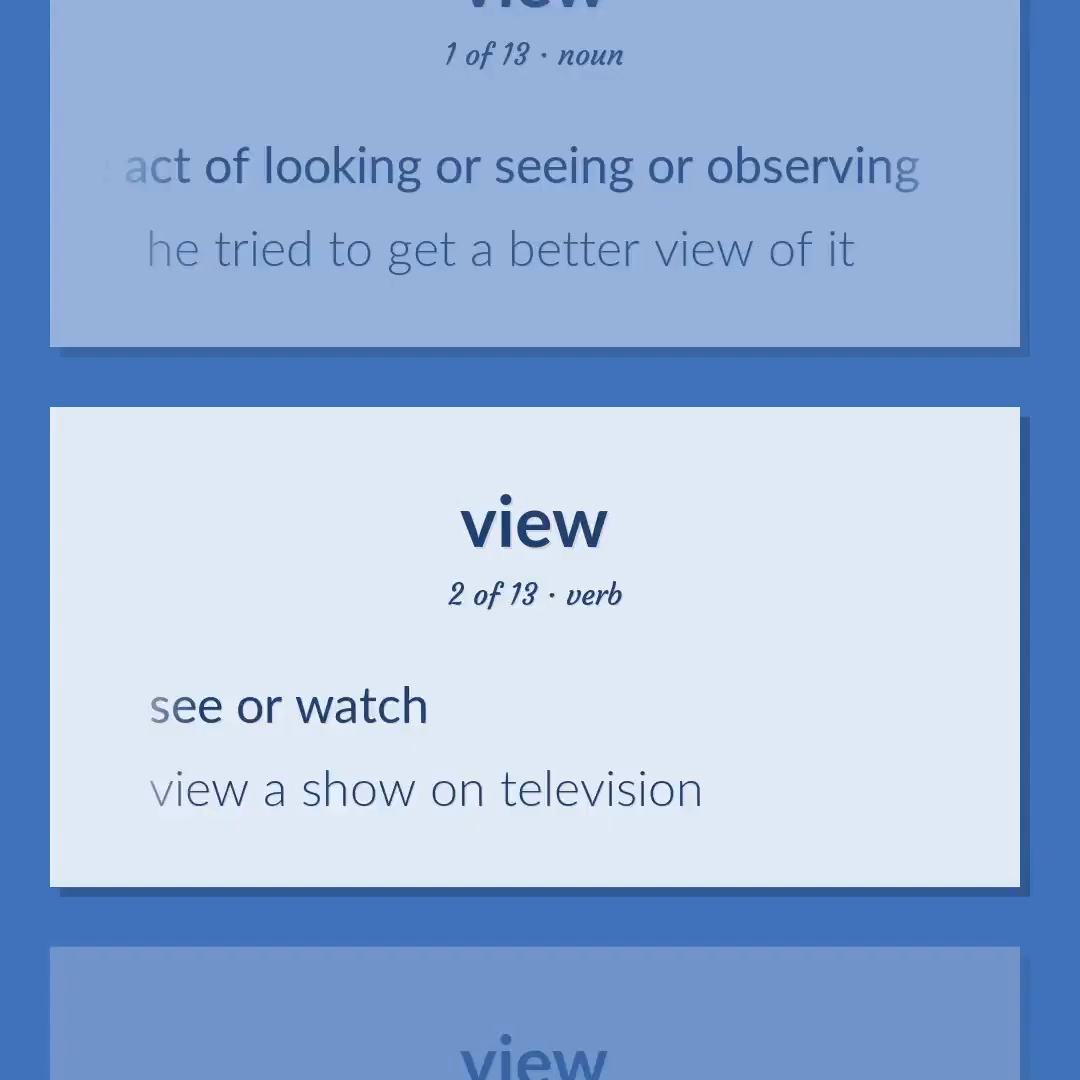 view
1 of 13 · noun
act of looking or seeing or observing
he tried to get a better view of it
view
2 of 13 · verb
see or watch
view a show on television
view